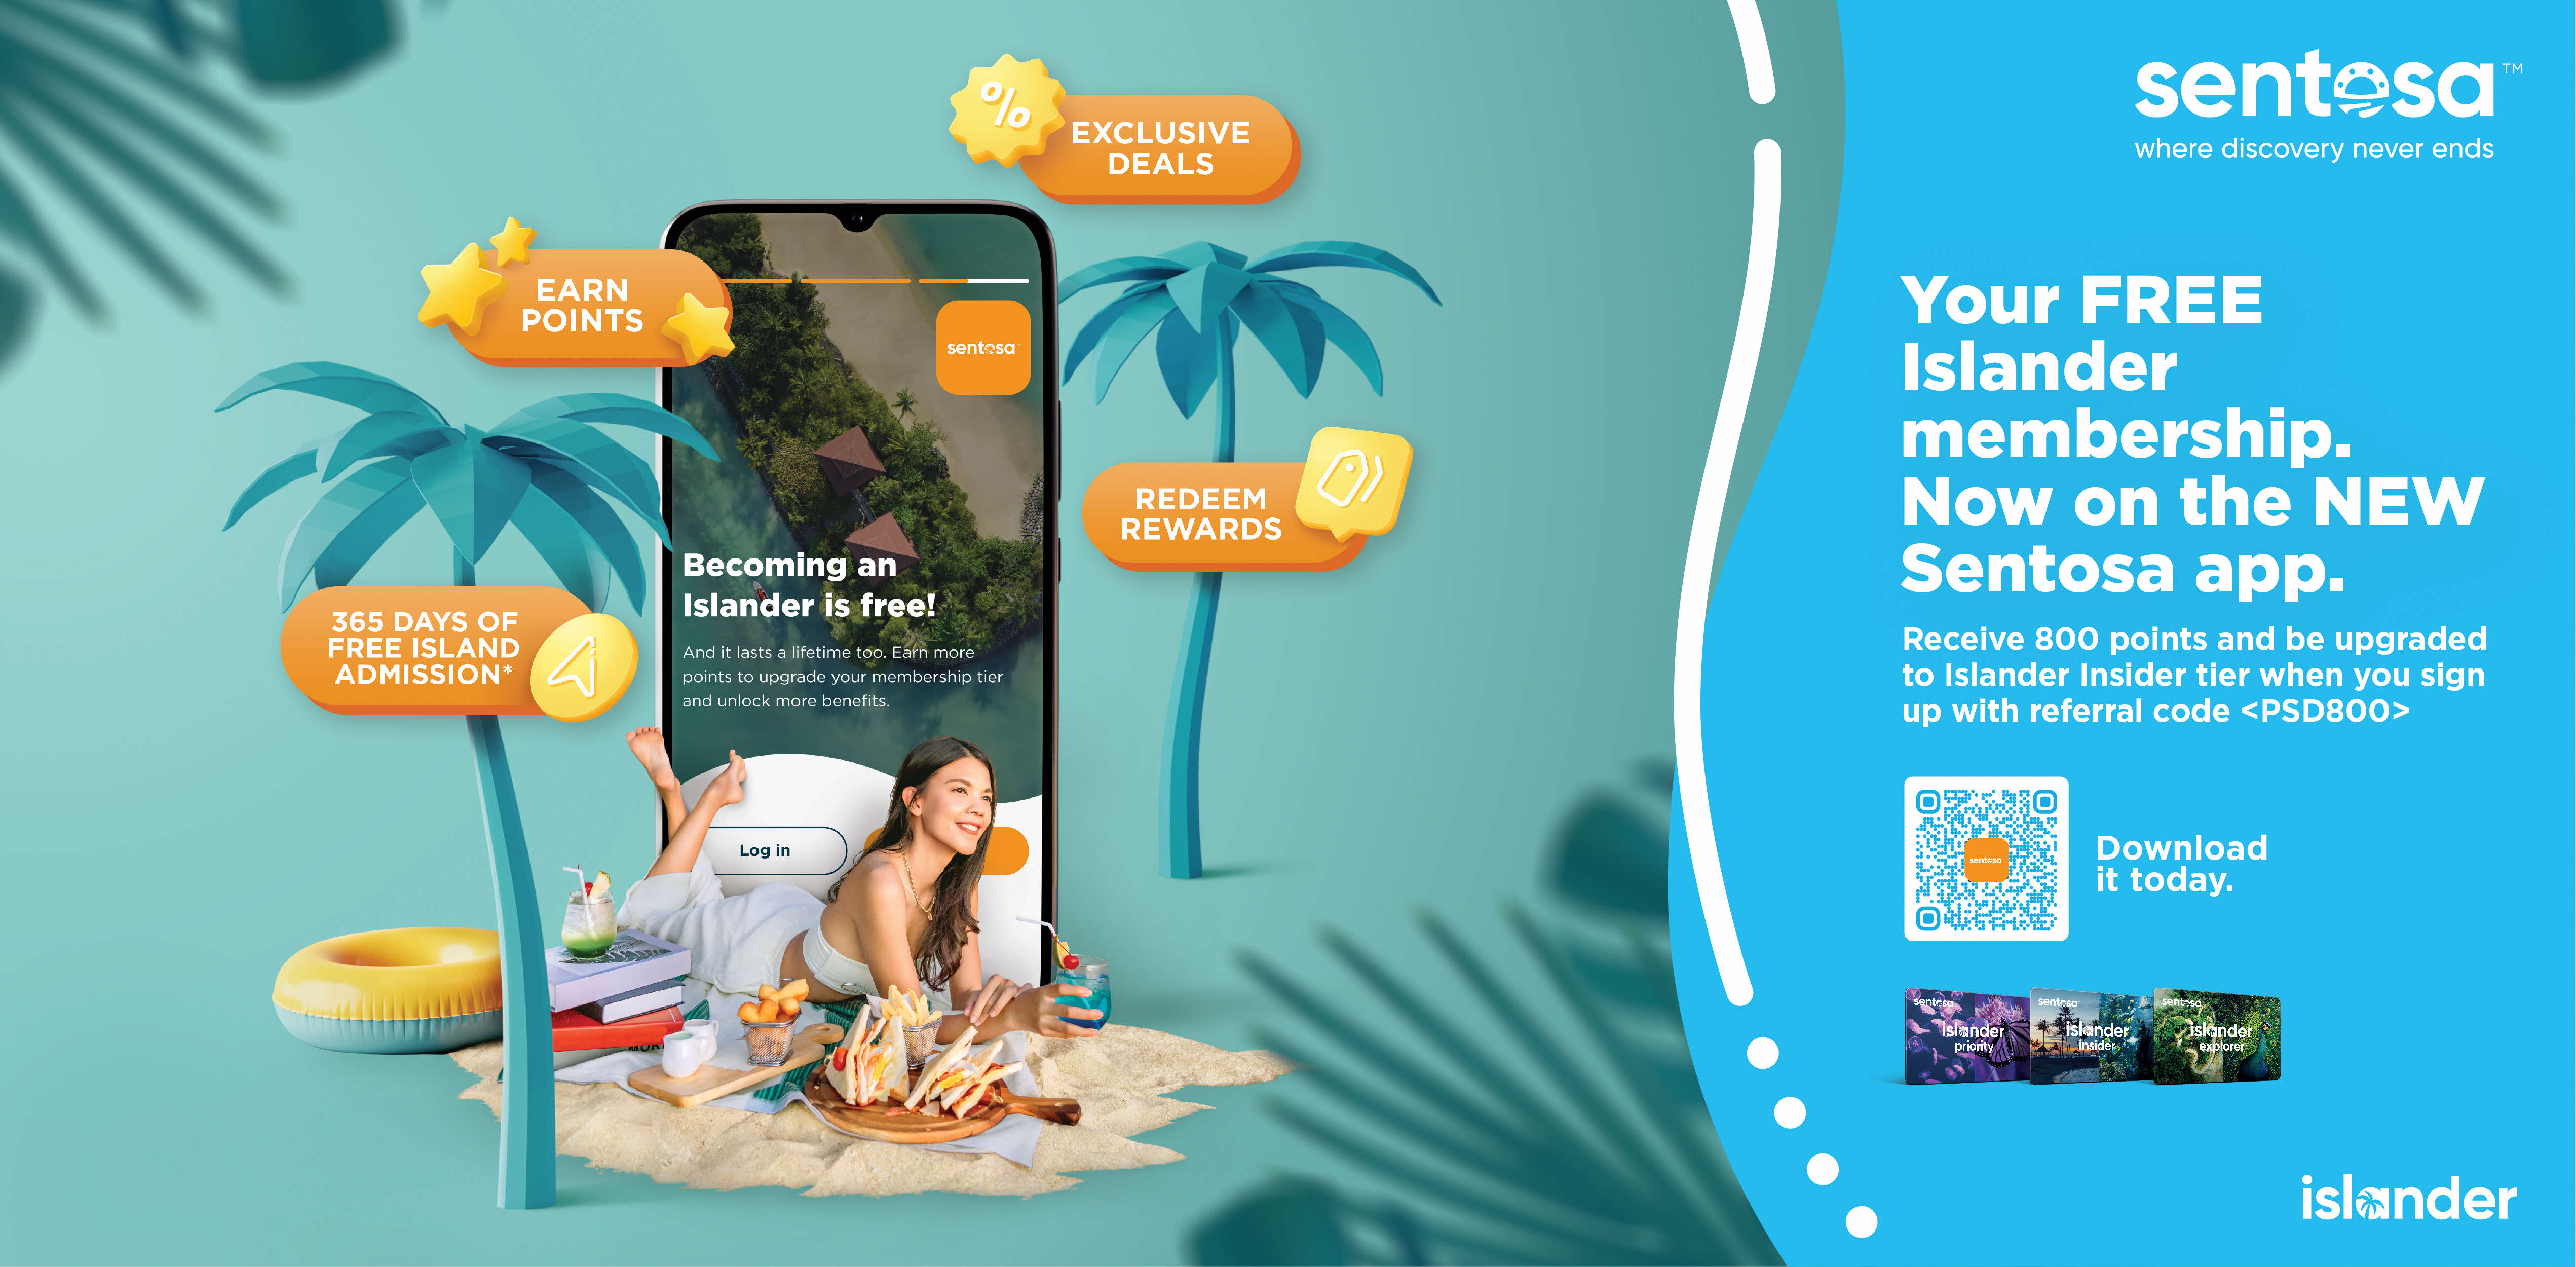 %
EXCLUSIVE
DEALS
EARN
POINTS
sentosa
REDEEM
REWARDS
365 DAYS OF
FREE ISLAND
ADMISSION*
Becoming an
Islander is free!
And it lasts a lifetime too. Earn more
points to upgrade your membership tier
and unlock more benefits.
Log in
sentosa™
where discovery never ends
Your FREE
Islander
membership.
Now on the NEW
Sentosa app.
Receive 800 points and be upgraded
to Islander Insider tier when you sign
up with referral code <PSD800>
sentosa
Download
it today.
sentosa
islander
priority
sentosa
islander
insider
sentosa
islander
explorer
islander